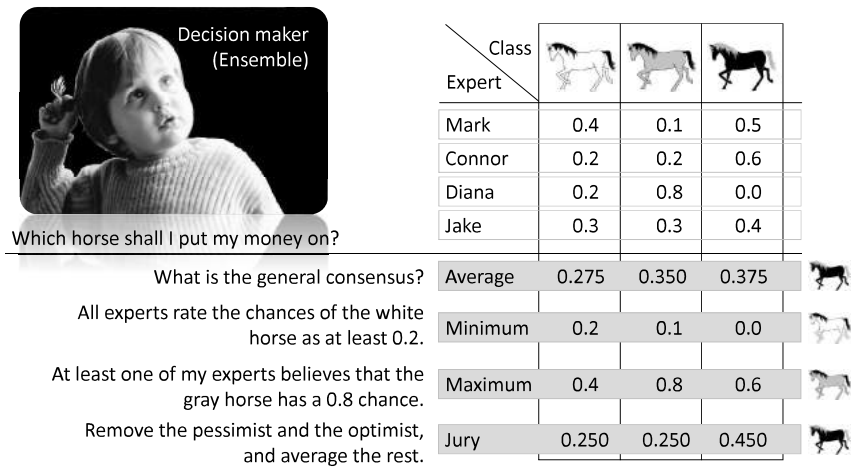 Decision maker
(Ensemble)
Which horse shall I put my money on?
Class
Expert
Mark 0.4 0.1 0.5
Connor 0.2 0.2 0.6
Diana 0.2 0.8 0.0
Jake 0.3 0.3 0.4
What is the general consensus? Average 0.275 0.350 0.375
All experts rate the chances of the white
horse as at least 0.2.
Minimum 0.2 0.1 0.0
At least one of my experts believes that the
gray horse has a 0.8 chance.
Maximum 0.4 0.8 0.6
Remove the pessimist and the optimist,
and average the rest.
Jury 0.250 0.250 0.450